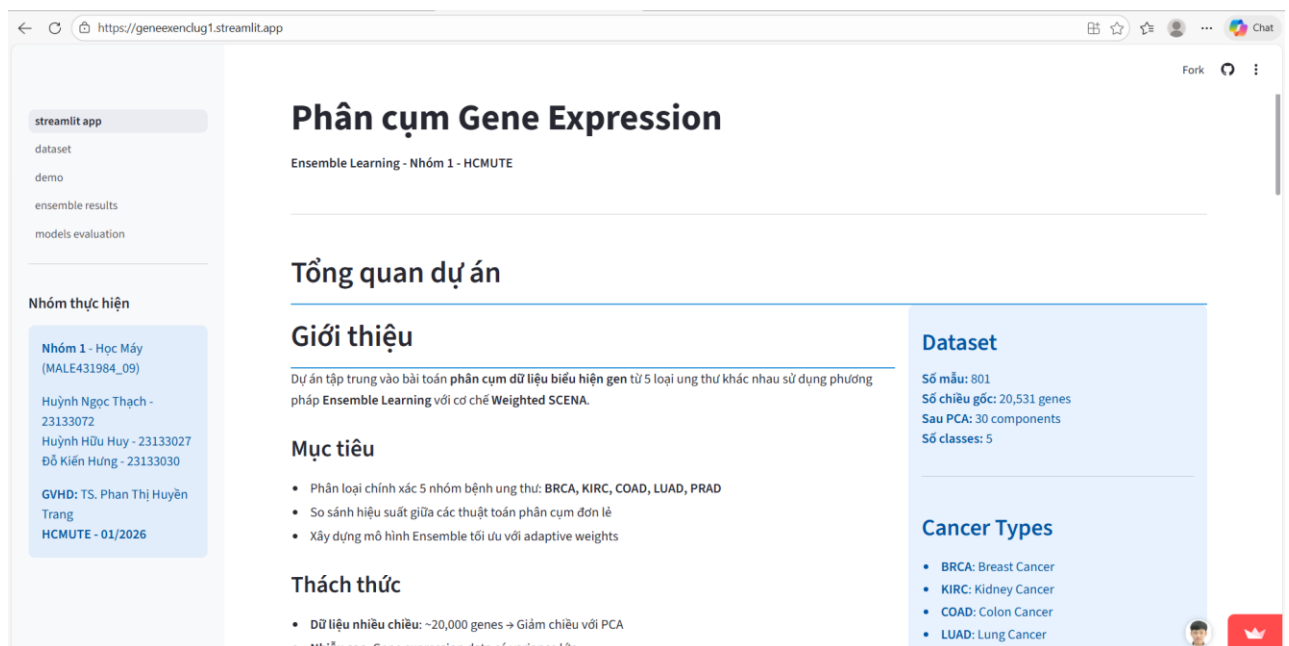 https://geneexenclug1.streamlit.app
Chat
Fork
streamlit app
dataset
demo
ensemble results
models evaluation
Nhóm thực hiện
Nhóm 1 - Học Máy
(MALE431984_09)
Huỳnh Ngọc Thạch -
23133072
Huỳnh Hữu Huy - 23133027
Đỗ Kiến Hưng - 23133030
GVHD: TS. Phan Thị Huyền
Trang
HCMUTE - 01/2026
Phân cụm Gene Expression
Ensemble Learning - Nhóm 1 - HCMUTE
Tổng quan dự án
Giới thiệu
Dự án tập trung vào bài toán phân cụm dữ liệu biểu hiện gen từ 5 loại ung thư khác nhau sử dụng phương
pháp Ensemble Learning với cơ chế Weighted SCENA.
Mục tiêu
• Phân loại chính xác 5 nhóm bệnh ung thư: BRCA, KIRC, COAD, LUAD, PRAD
• So sánh hiệu suất giữa các thuật toán phân cụm đơn lẻ
• Xây dựng mô hình Ensemble tối ưu với adaptive weights
Thách thức
• Dữ liệu nhiều chiều: ~20,000 genes → Giảm chiều với PCA
Dataset
Số mẫu: 801
Số chiều gốc: 20,531 genes
Sau PCA: 30 components
Số classes: 5
Cancer Types
• BRCA: Breast Cancer
• KIRC: Kidney Cancer
• COAD: Colon Cancer
• LUAD: Lung Cancer